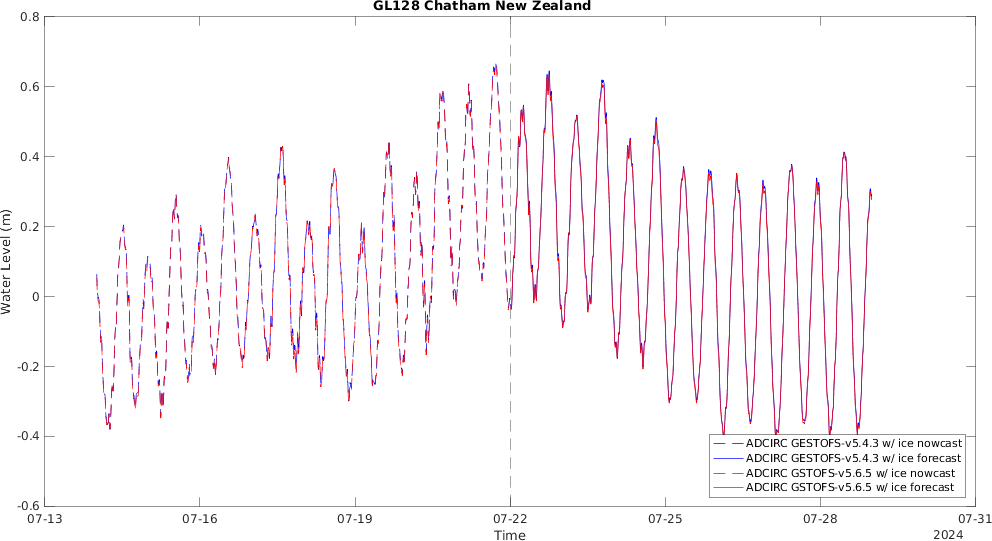 GL128 Chatham New Zealand
Water Level (m)
0.8
0.6
0.4
0.2
0
-0.2
-0.4
-0.6
ADCIRC GESTOFS-v5.4.3 w/ ice nowcast
ADCIRC GESTOFS-v5.4.3 w/ ice forecast
ADCIRC GSTOFS-v5.6.5 w/ ice nowcast
ADCIRC GSTOFS-v5.6.5 w/ ice forecast
07-13 07-16 07-19 07-22 07-25 07-28 07-31
Time
2024